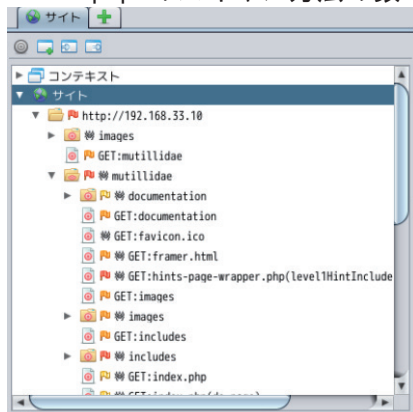 サイト
コンテキスト
サイト
http://192.168.33.10
images
GET:mutillidae
mutillidae
documentation
GET:documentation
GET:favicon.ico
GET:framer.html
GET:hints-page-wrapper.php(level1HintInclude
GET:images
images
GET:includes
includes
GET:index.php